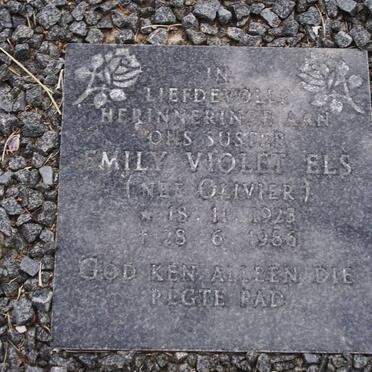 IN
LIEFDEVOLLE
HERINNERING AAN
ONS SUSTER
EMILY VIOLET ELS
(NEE OLIVIER)
* 18.11.1923
† 28.6.1986
GOD KEN ALLEEN DIE
REGTE PAD